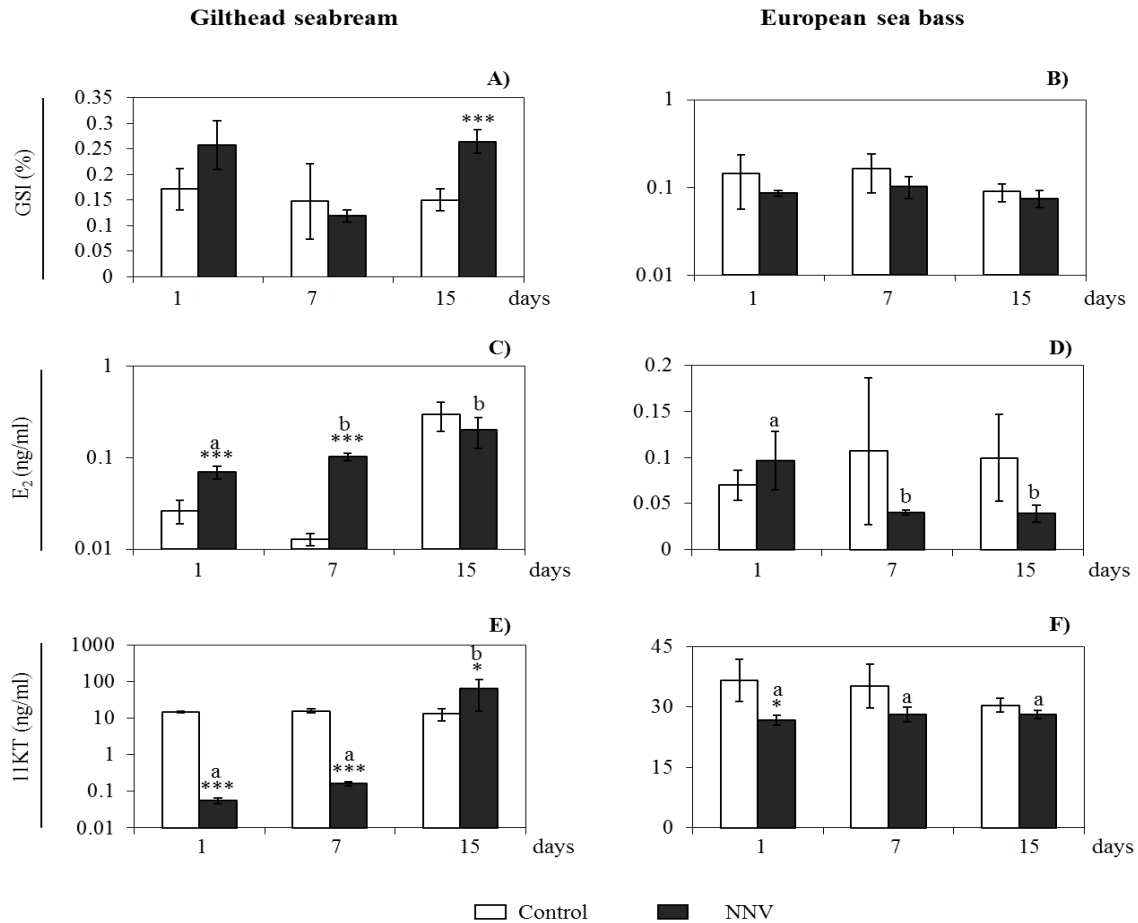 Gilthead seabream
European sea bass
A)
GSI (%)
0.35
0.3
0.25
0.2
0.15
0.1
0.05
0
***
1 7 15 days
B)
1
0.1
0.01
1 7 15 days
C)
E2 (ng/ml)
1
0.1
0.01
a
***
b
***
b
1 7 15 days
D)
0.2
0.15
0.1
0.05
0
a
b
b
1 7 15 days
E)
11KT (ng/ml)
1000
100
10
1
0.1
0.01
a
***
a
***
b
*
1 7 15 days
F)
45
30
15
0
a
*
a
a
1 7 15 days
Control NNV